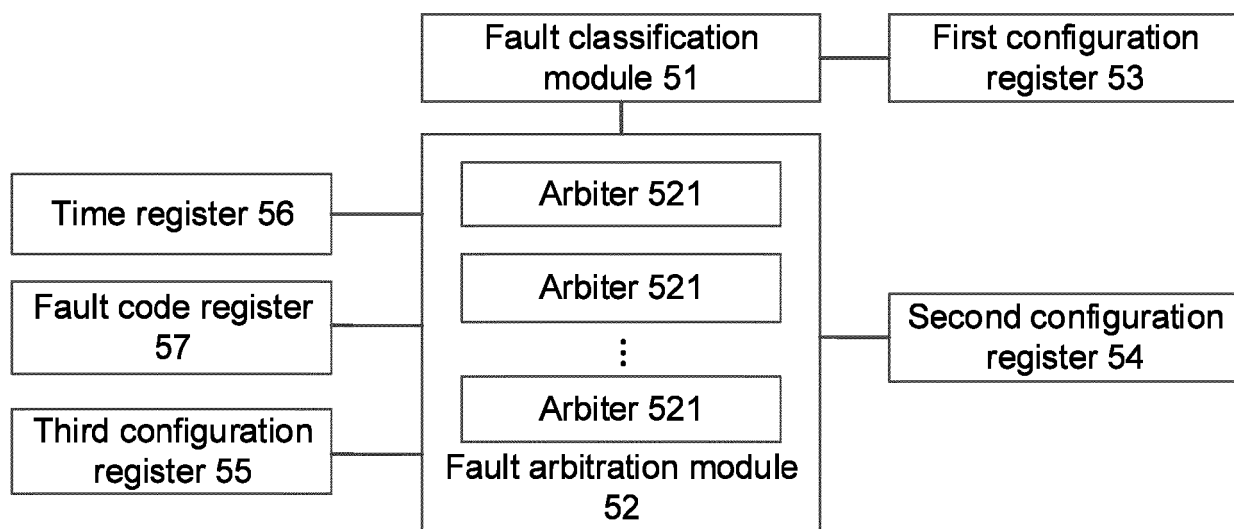 Fault classification
module 51
First configuration
register 53
Time register 56
Fault code register
57
Third configuration
register 55
Arbiter 521
Arbiter 521
⋮
Arbiter 521
Fault arbitration module
52
Second configuration
register 54